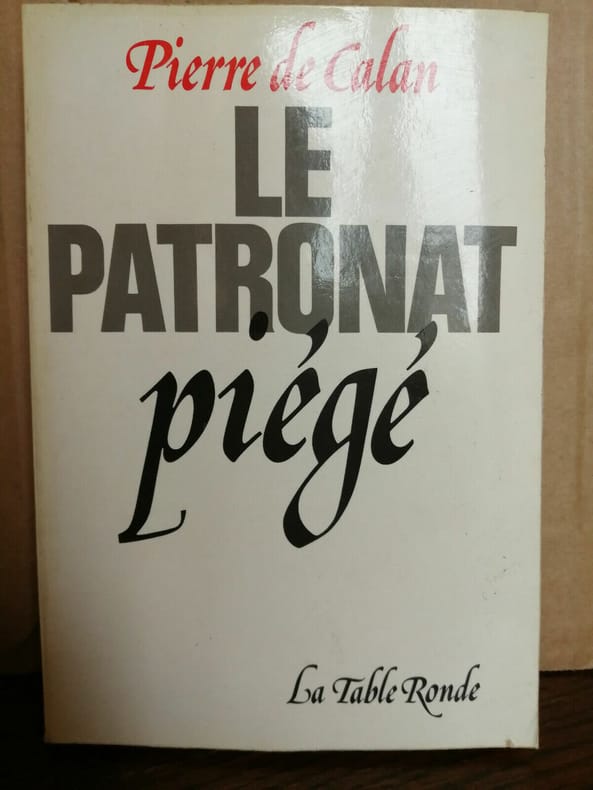 Pierre de Calan
LE
PATRONAT
piégé
La Table Ronde